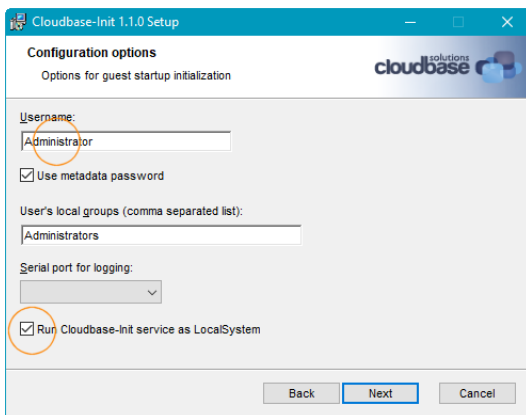 Cloudbase-Init 1.1.0 Setup
Configuration options
Options for guest startup initialization
cloudbase solutions
Username:
Administrator
Use metadata password
User's local groups (comma separated list):
Administrators
Serial port for logging:
Run Cloudbase-Init service as LocalSystem
Back Next Cancel